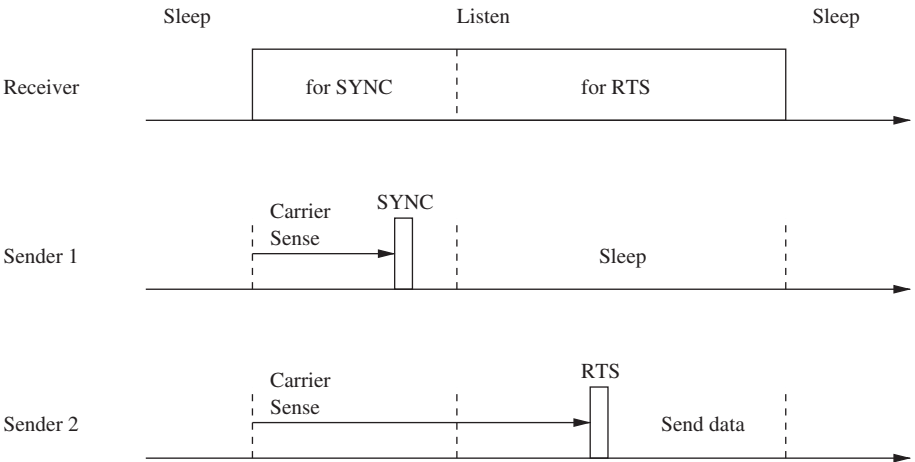 Sleep Listen Sleep
Receiver for SYNC for RTS
SYNC
Carrier
Sense
Sender 1 Sleep
RTS
Carrier
Sense
Sender 2 Send data